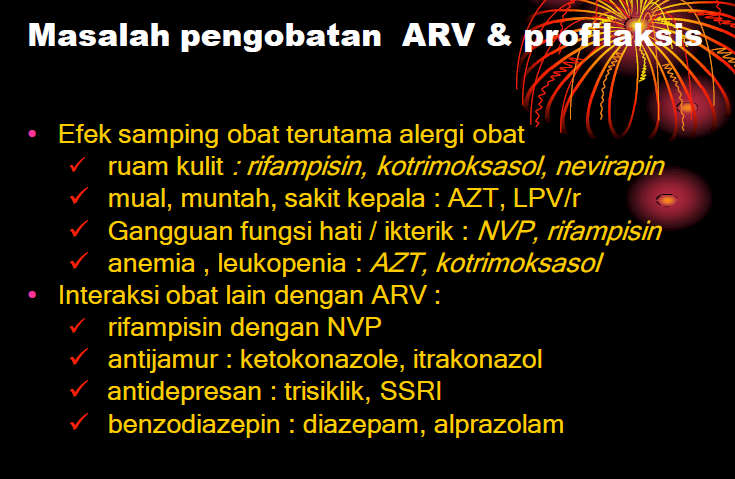 Masalah pengobatan ARV & profilaksis
• Efek samping obat terutama alergi obat
✓ ruam kulit : rifampisin, kotrimoksasol, nevirapin
✓ mual, muntah, sakit kepala : AZT, LPV/r
✓ Gangguan fungsi hati / ikterik : NVP, rifampisin
✓ anemia , leukopenia : AZT, kotrimoksasol
• Interaksi obat lain dengan ARV :
✓ rifampisin dengan NVP
✓ antijamur : ketokonazole, itrakonazol
✓ antidepresan : trisiklik, SSRI
✓ benzodiazepin : diazepam, alprazolam